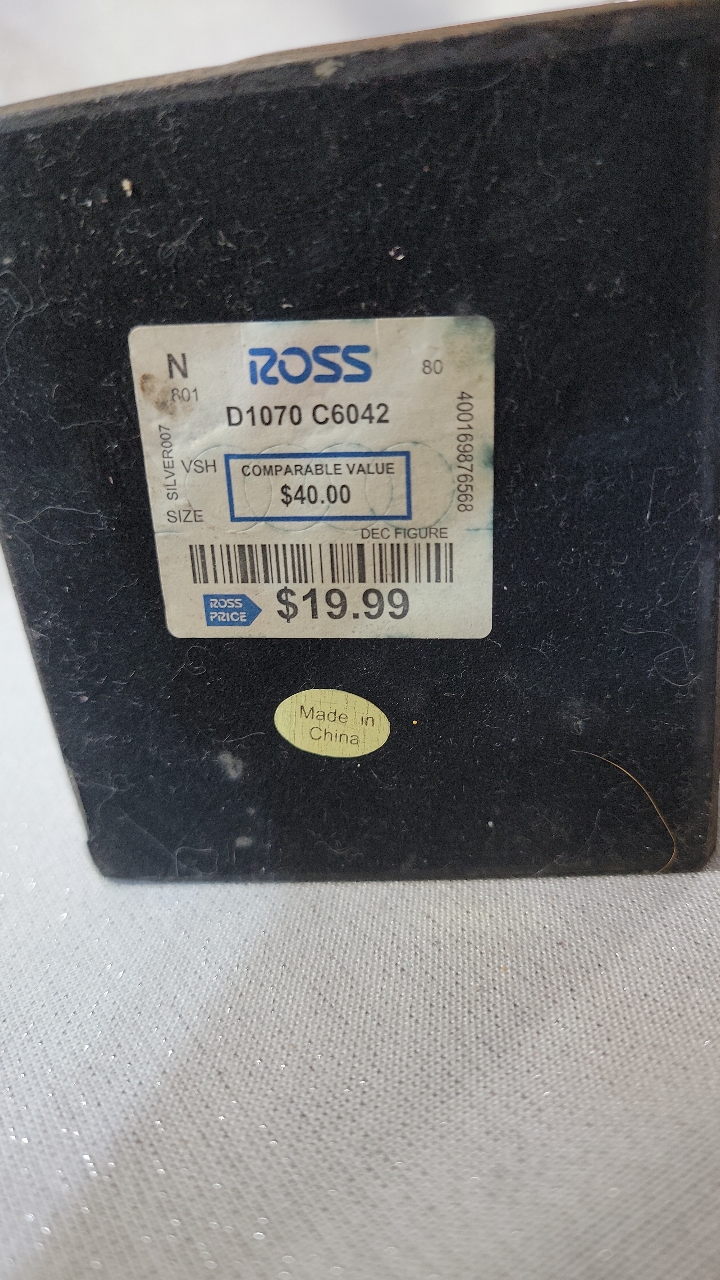 N ROSS 80
801
D1070 C6042
400169876568
SILVER007
VSH
COMPARABLE VALUE
$40.00
SIZE
DEC FIGURE
ROSS
PRICE
$19.99
Made in
China